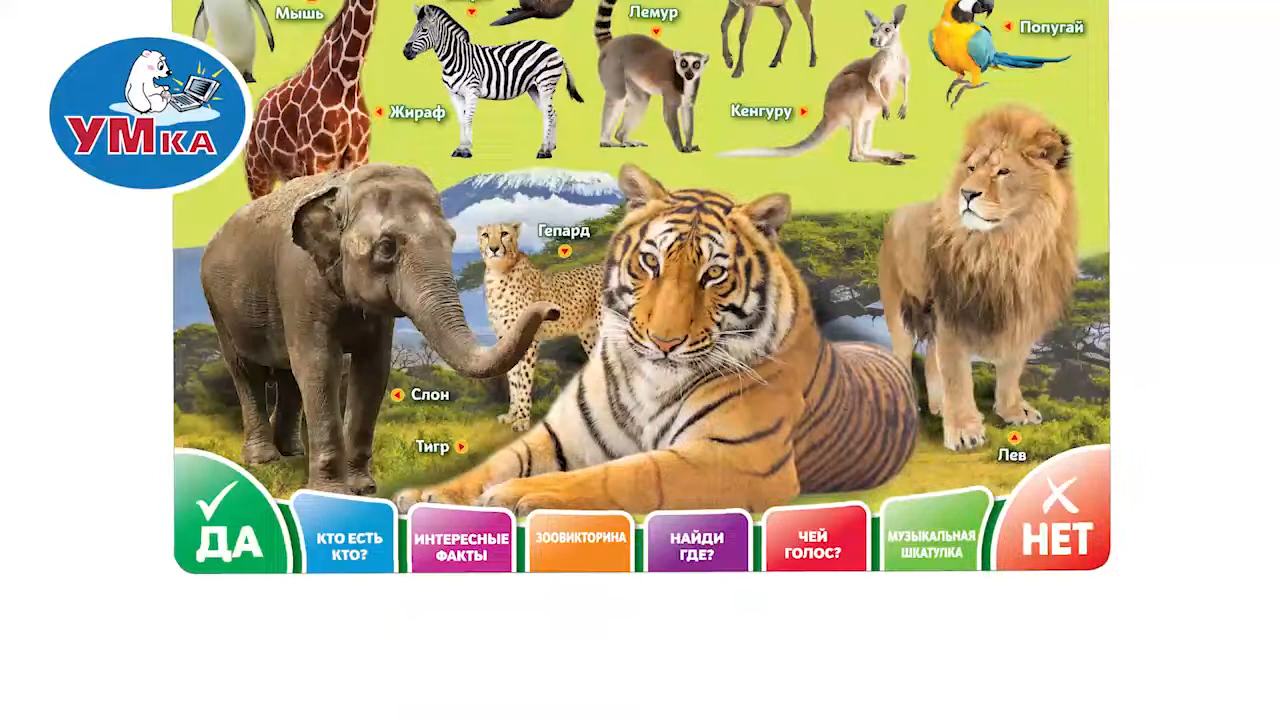 Мышь
Лемур
Попугай
УМка
Жираф
Кенгуру
Гепард
Слон
Тигр
Лев
ДА
КТО ЕСТЬ
КТО?
ИНТЕРЕСНЫЕ
ФАКТЫ
ЗООВИКТОРИНА
НАЙДИ
ГДЕ?
ЧЕЙ
ГОЛОС?
МУЗЫКАЛЬНАЯ
ШКАТУЛКА
НЕТ